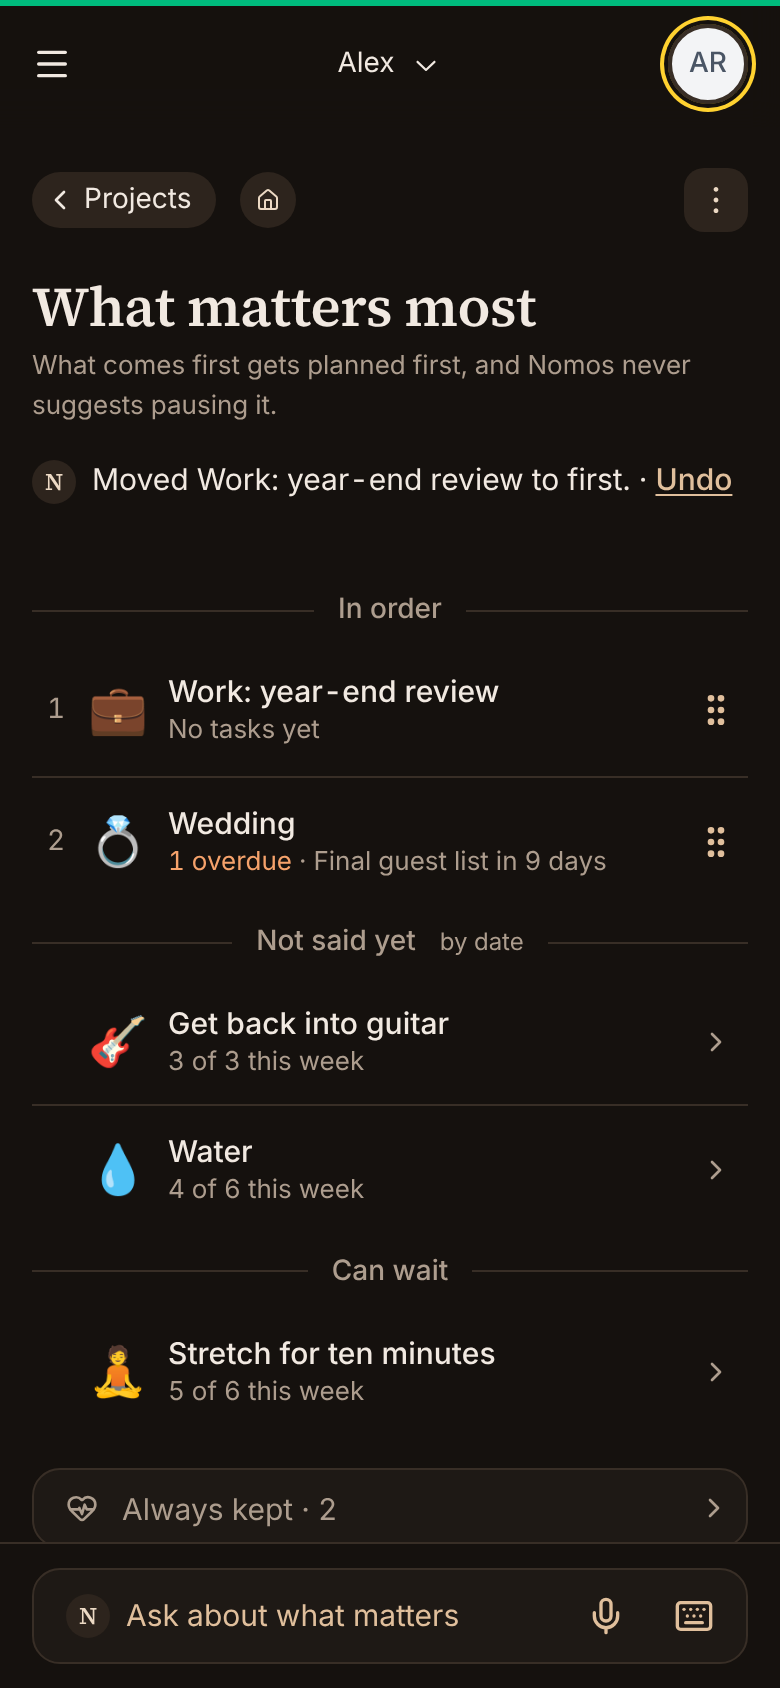 Alex
AR
Projects
What matters most
What comes first gets planned first, and Nomos never
suggests pausing it.
N Moved Work: year-end review to first. · Undo
In order
1 Work: year-end review
No tasks yet
2 Wedding
1 overdue · Final guest list in 9 days
Not said yet by date
Get back into guitar
3 of 3 this week
Water
4 of 6 this week
Can wait
Stretch for ten minutes
5 of 6 this week
Always kept · 2
N Ask about what matters